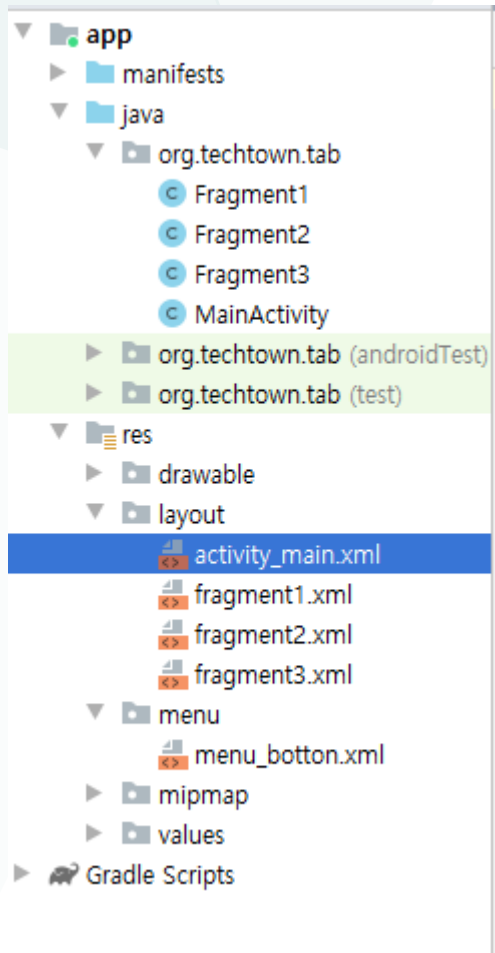 app
manifests
java
org.techtown.tab
C Fragment1
C Fragment2
C Fragment3
C MainActivity
org.techtown.tab (androidTest)
org.techtown.tab (test)
res
drawable
layout
activity_main.xml
fragment1.xml
fragment2.xml
fragment3.xml
menu
menu_botton.xml
mipmap
values
Gradle Scripts